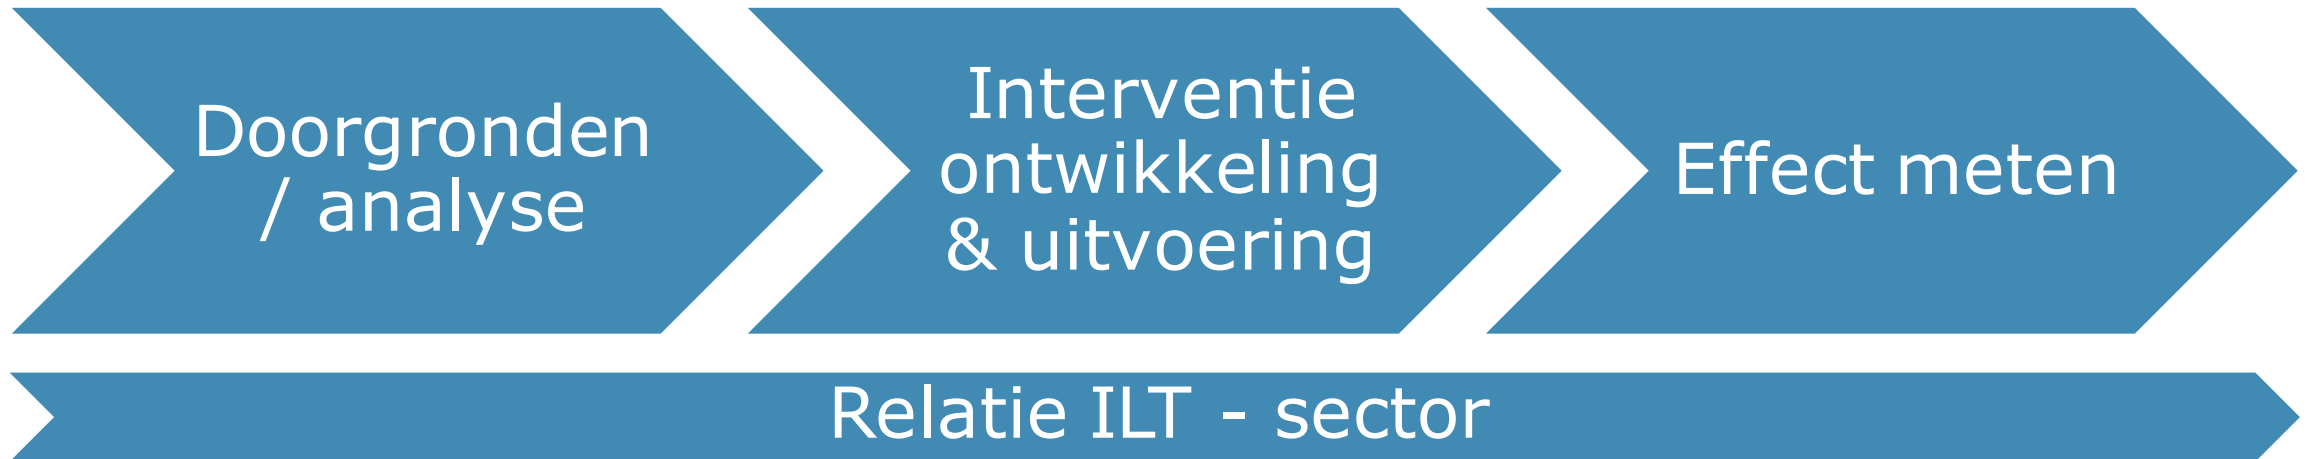 Doorgronden
/ analyse
Interventie
ontwikkeling
& uitvoering
Effect meten
Relatie ILT - sector